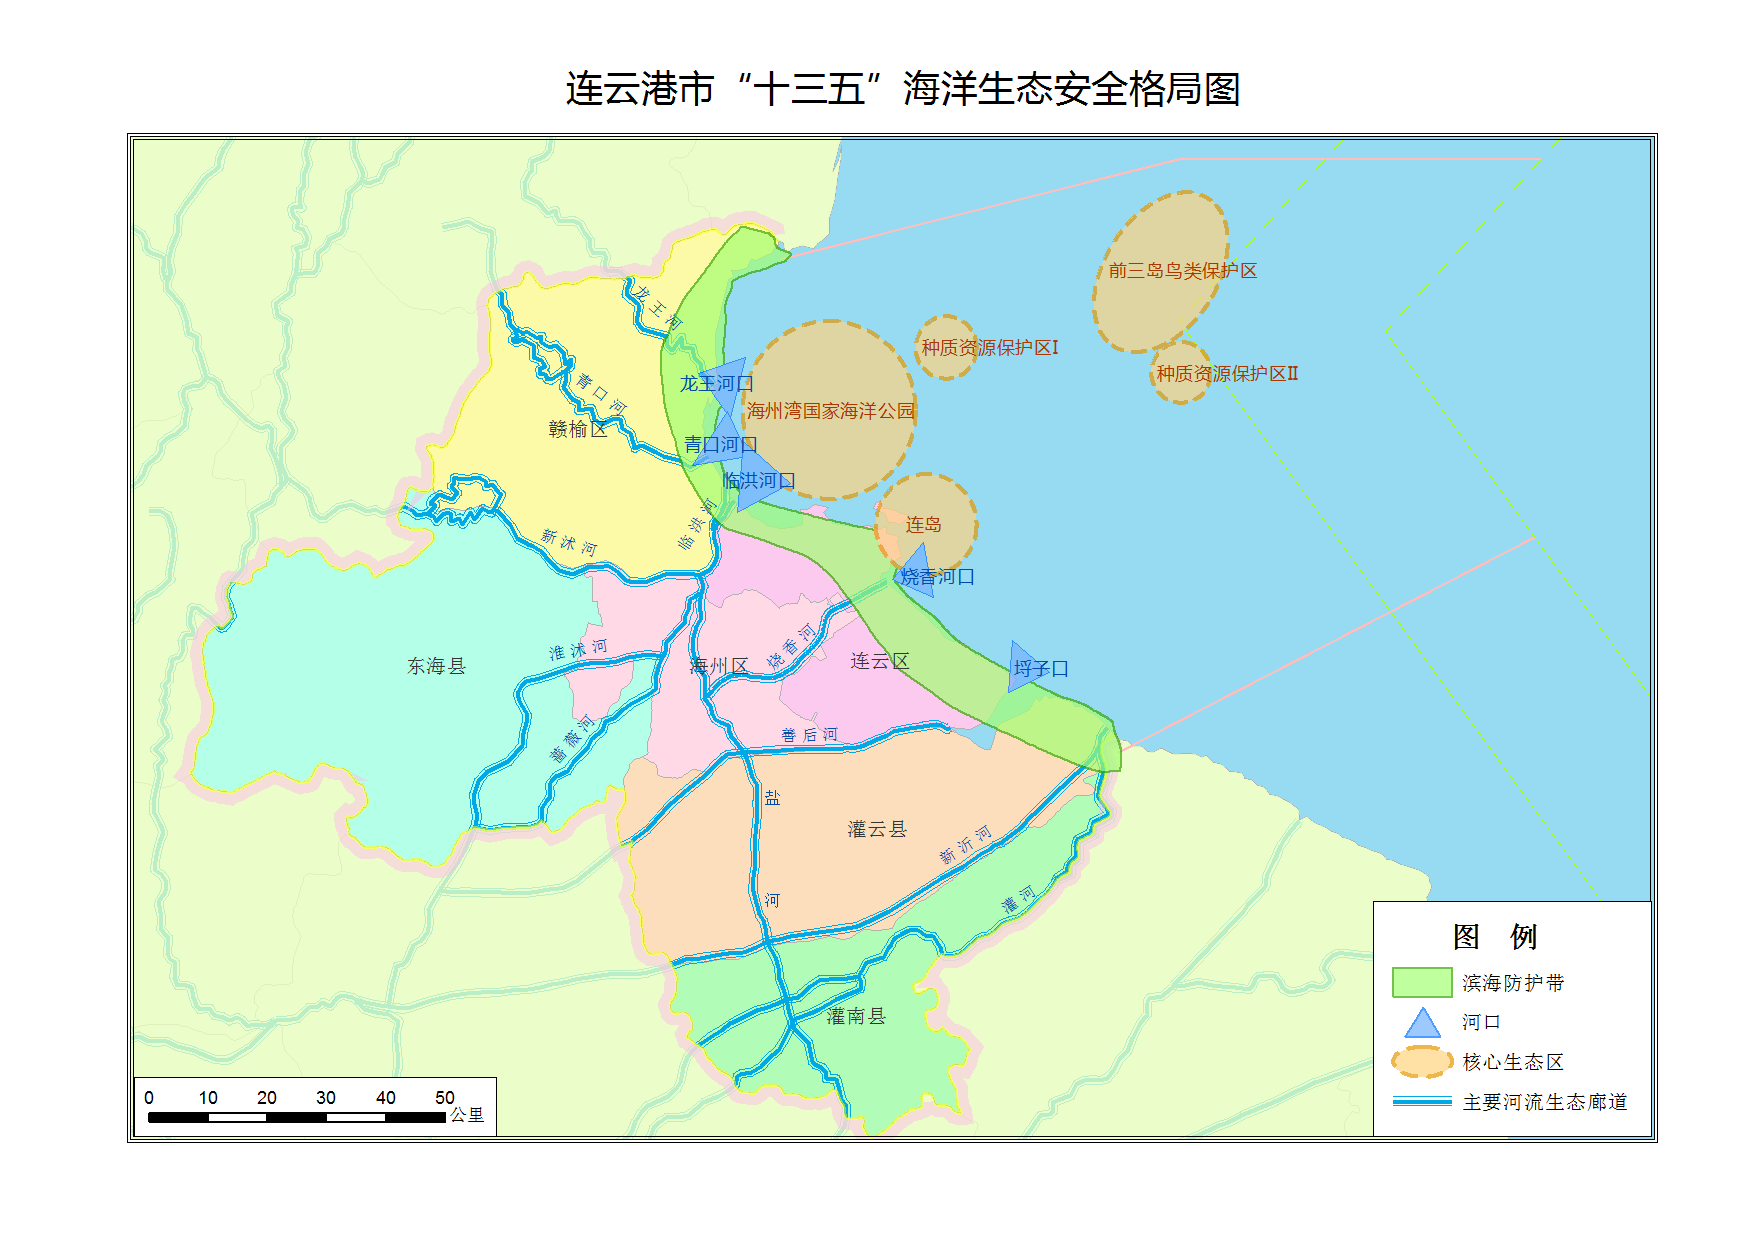 连云港市“十三五”海洋生态安全格局图
前三岛鸟类保护区
种质资源保护区I
种质资源保护区II
海州湾国家海洋公园
连岛
龙王河
龙王河口
青口河
青口河口
赣榆区
临洪河口
临洪河
新沭河
烧香河口
淮沭河
东海县
海州区
烧香河
连云区
埒子口
蔷薇河
善后河
盐河
灌云县
新沂河
灌河
灌南县
图 例
滨海防护带
河口
核心生态区
主要河流生态廊道
0 10 20 30 40 50
公里